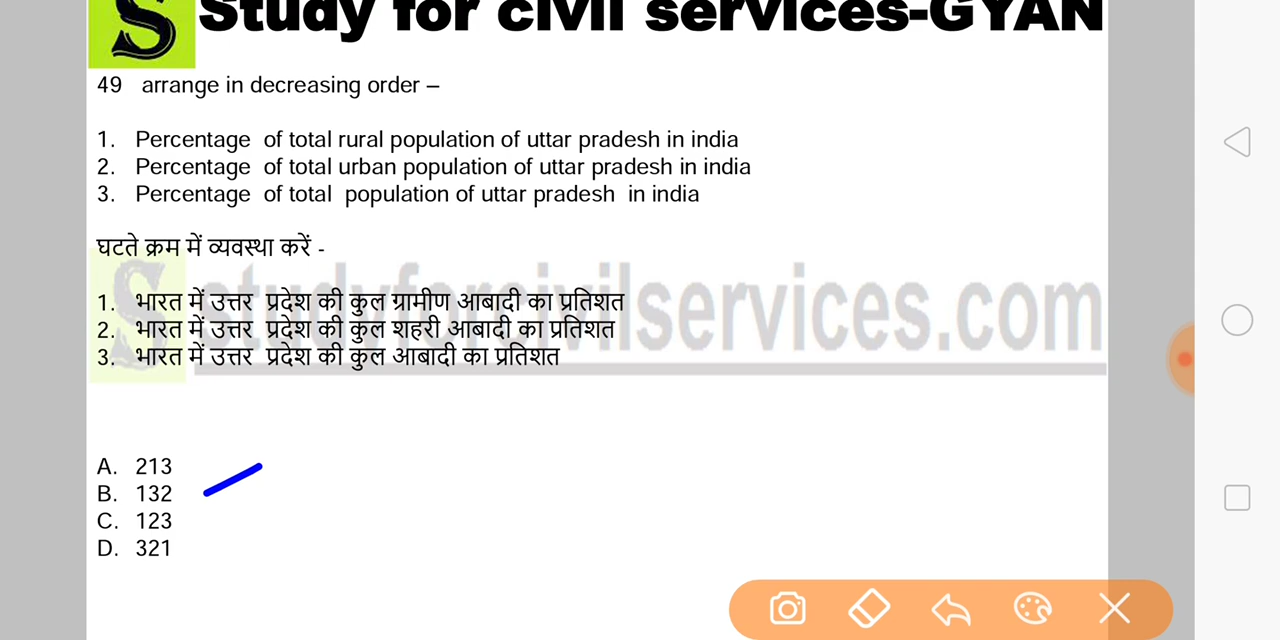 S Study for civil services-GYAN
49 arrange in decreasing order –
1. Percentage of total rural population of uttar pradesh in india
2. Percentage of total urban population of uttar pradesh in india
3. Percentage of total population of uttar pradesh in india
घटते क्रम में व्यवस्था करें -
S studyforcivilservices.com
1. भारत में उत्तर प्रदेश की कुल ग्रामीण आबादी का प्रतिशत
2. भारत में उत्तर प्रदेश की कुल शहरी आबादी का प्रतिशत
3. भारत में उत्तर प्रदेश की कुल आबादी का प्रतिशत
A. 213
B. 132
C. 123
D. 321